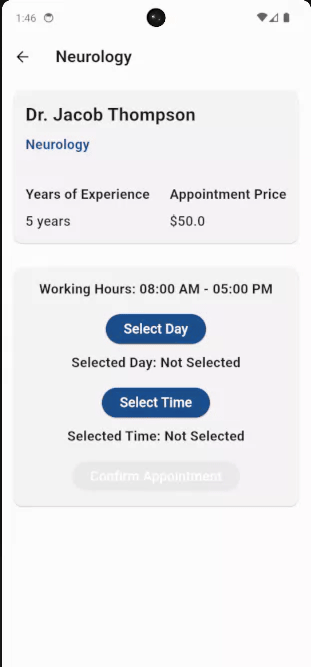 1:46
Neurology
Dr. Jacob Thompson
Neurology
Years of Experience Appointment Price
5 years $50.0
Working Hours: 08:00 AM - 05:00 PM
Select Day
Selected Day: Not Selected
Select Time
Selected Time: Not Selected
Confirm Appointment